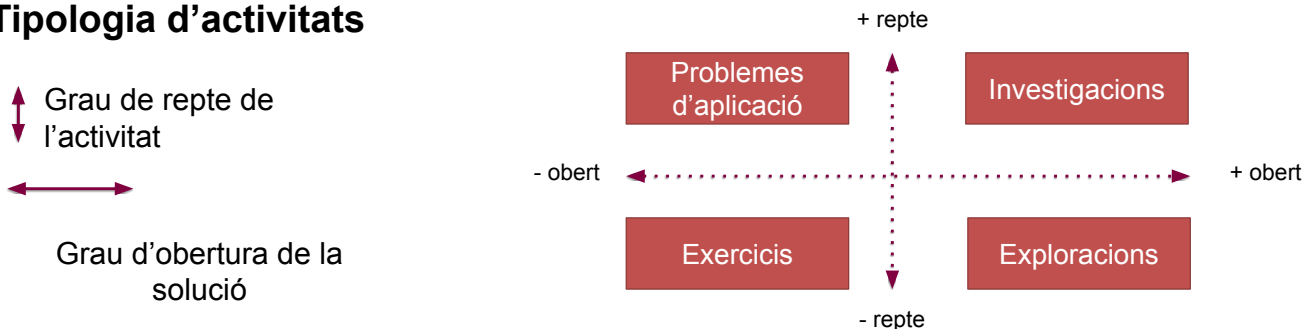 Tipologia d’activitats
Grau de repte de
l’activitat
Grau d’obertura de la
solució
+ repte
Problemes
d’aplicació
Investigacions
- obert
+ obert
Exercicis
Exploracions
- repte